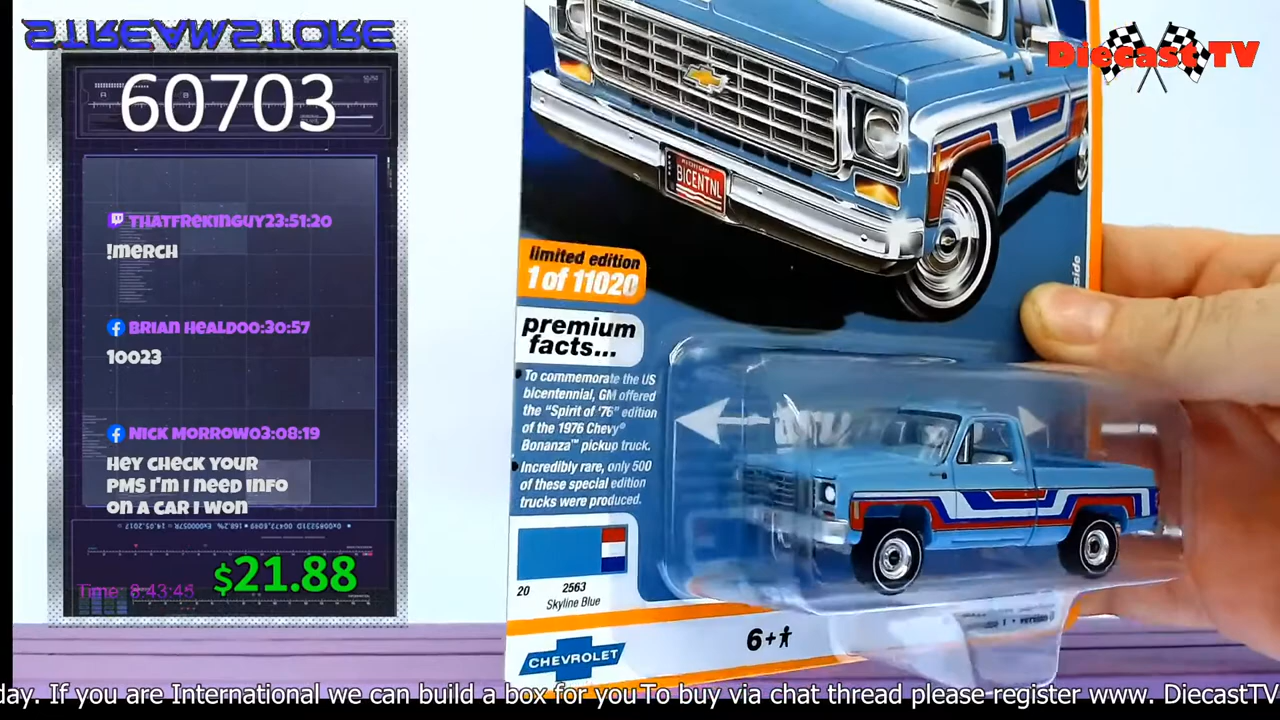 STREAMSTORE
60703
THATFREKINGUY23:51:20
!MERCH
BRIAN HEALD00:30:57
10023
NICK MORROW03:08:19
HEY CHECK YOUR
PMS I'M I NEED INFO
ON A CAR I WON
$21.88
Time: 8:43:45
Diecast TV
BICENTNL
limited edition
1 of 11020
premium
facts...
To commemorate the US
bicentennial, GM offered
the "Spirit of '76" edition
of the 1976 Chevy®
Bonanza™ pickup truck.
Incredibly rare, only 500
of these special edition
trucks were produced.
20
2563
Skyline Blue
CHEVROLET
6+
day. If you are International we can build a box for you To buy via chat thread please register www. DiecastTV